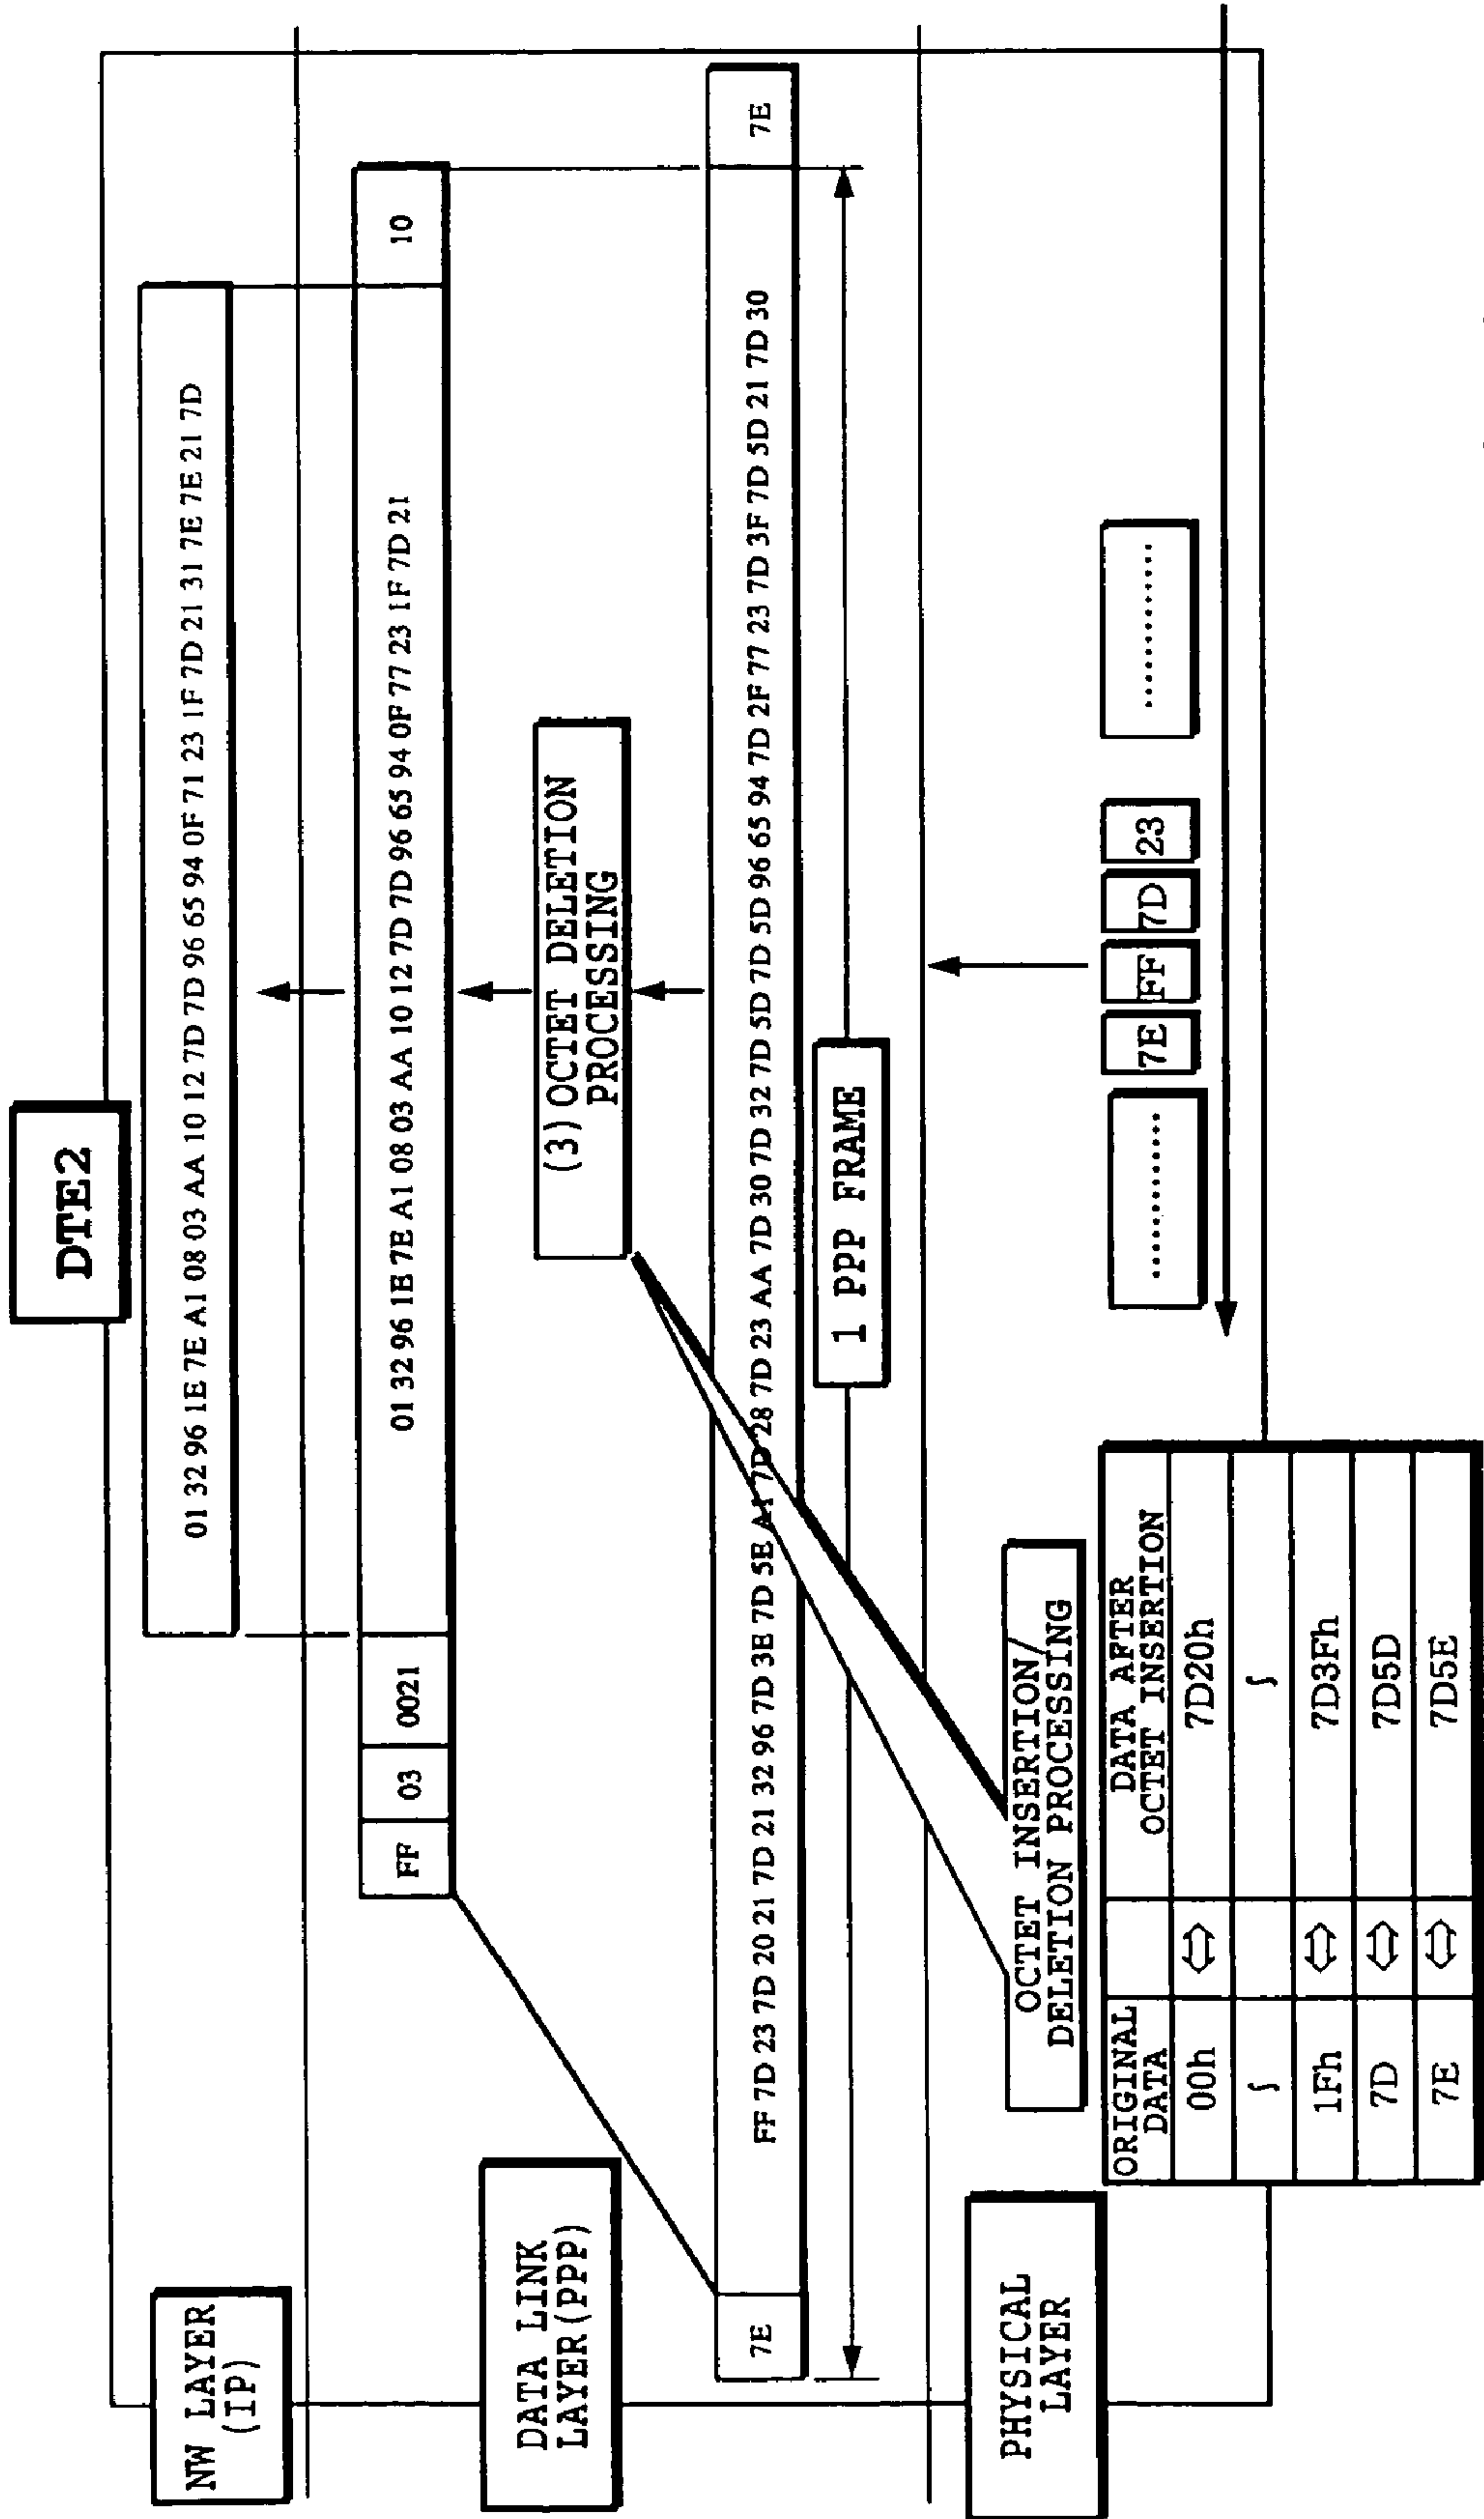 DTE2
NW LAYER
(IP)
01 32 96 1E 7E A1 08 03 AA 10 12 7D 7D 96 65 94 0F 71 23 1F 7D 21 31 7E 7E 21 7D
FF
03
0021
01 32 96 1E 7E A1 08 03 AA 10 12 7D 7D 96 65 94 0F 77 23 1F 7D 21
10
DATA LINK
LAYER(PPP)
(3)OCTET DELETION
PROCESSING
7E
FF 7D 23 7D 20 21 7D 21 32 96 7D 3E 7D 5E A1 7D 28 7D 23 AA 7D 30 7D 32 7D 5D 7D 5D 96 65 94 7D 2F 77 23 7D 3F 7D 5D 21 7D 30
7E
1 PPP FRAME
PHYSICAL
LAYER
OCTET INSERTION/
DELETION PROCESSING
............
7E
FF
7D
23
............
ORIGINAL
DATA
DATA AFTER
OCTET INSERTION
00h ⇔ 7D20h
∫ ∫
1Fh ⇔ 7D3Fh
7D ⇔ 7D5D
7E ⇔ 7D5E